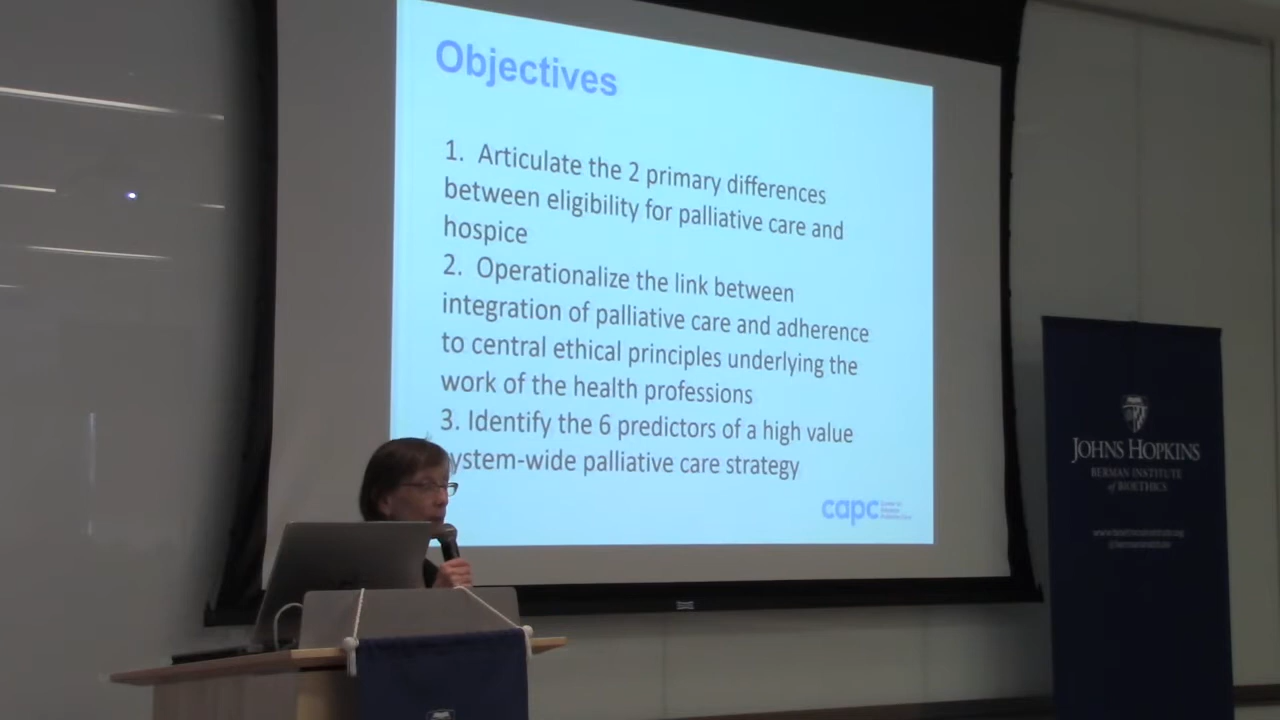 Objectives
1. Articulate the 2 primary differences
between eligibility for palliative care and
hospice
2. Operationalize the link between
integration of palliative care and adherence
to central ethical principles underlying the
work of the health professions
3. Identify the 6 predictors of a high value
ystem-wide palliative care strategy
capc
JOHNS HOPKINS
BERMAN INSTITUTE
of BIOETHICS